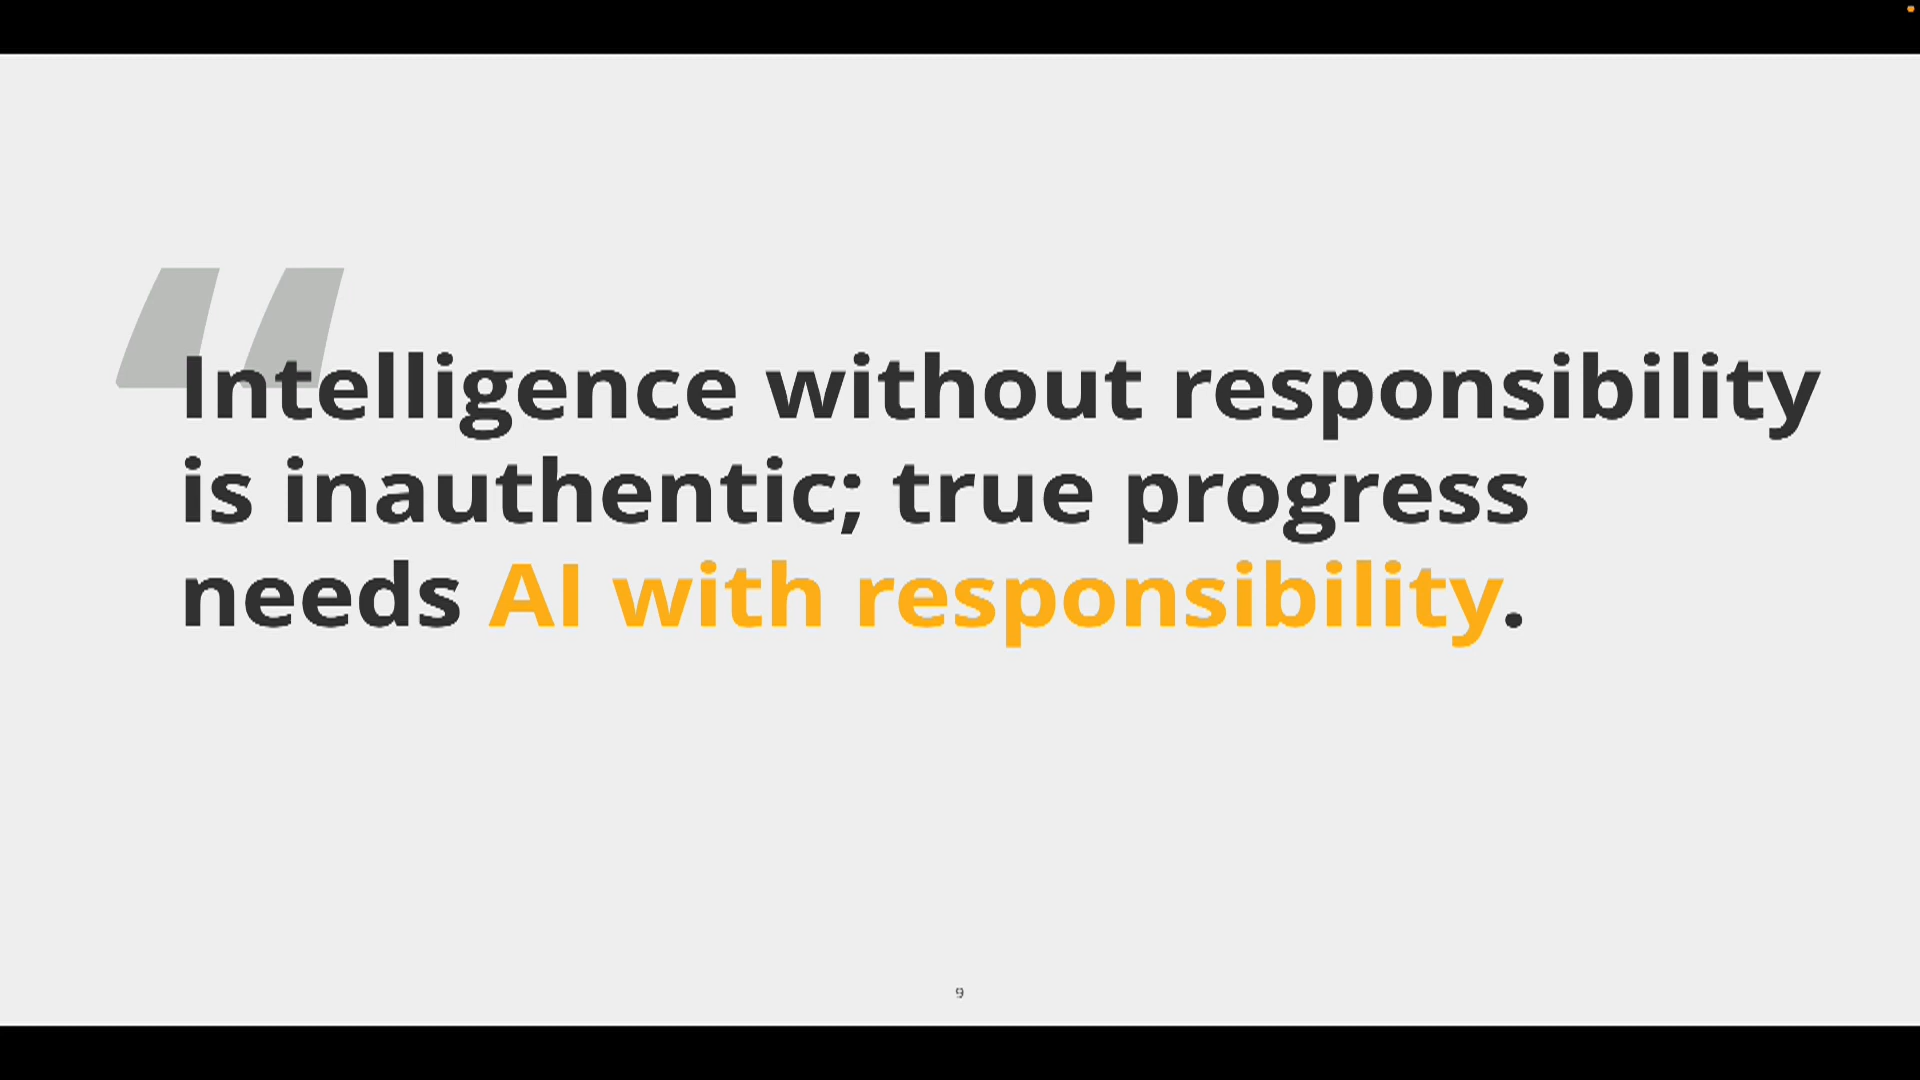 “
Intelligence without responsibility
is inauthentic; true progress
needs AI with responsibility.
9